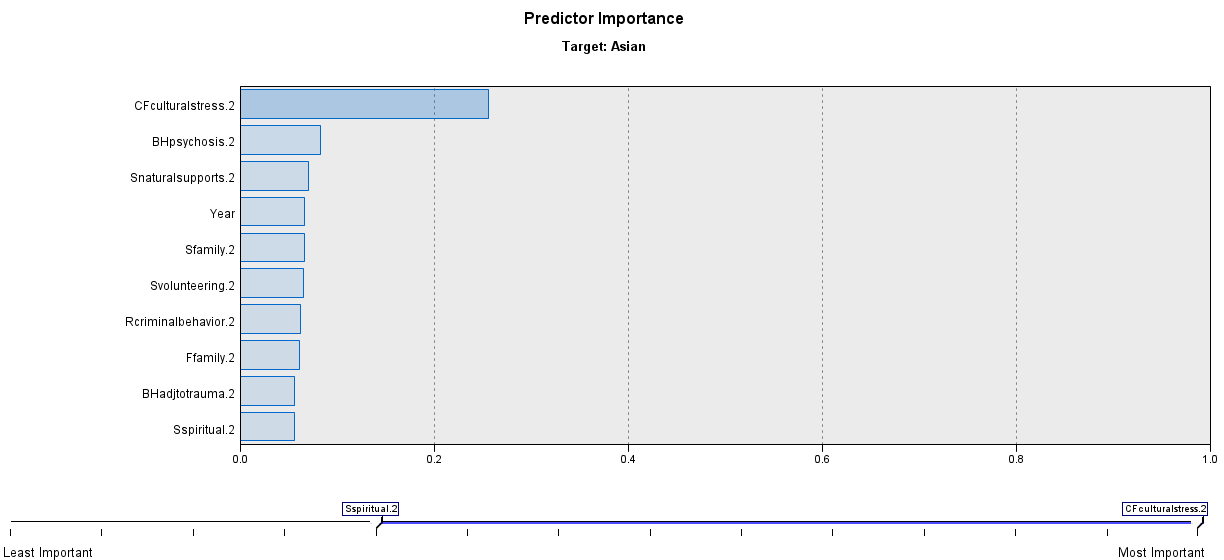 Predictor Importance
Target: Asian
CFculturalstress.2
BHpsychosis.2
Snaturalsupports.2
Year
Sfamily.2
Svolunteering.2
Rcriminalbehavior.2
Ffamily.2
BHadjtotrauma.2
Sspiritual.2
0.0 0.2 0.4 0.6 0.8 1.0
Sspiritual.2 CFculturalstress.2
Least Important Most Important